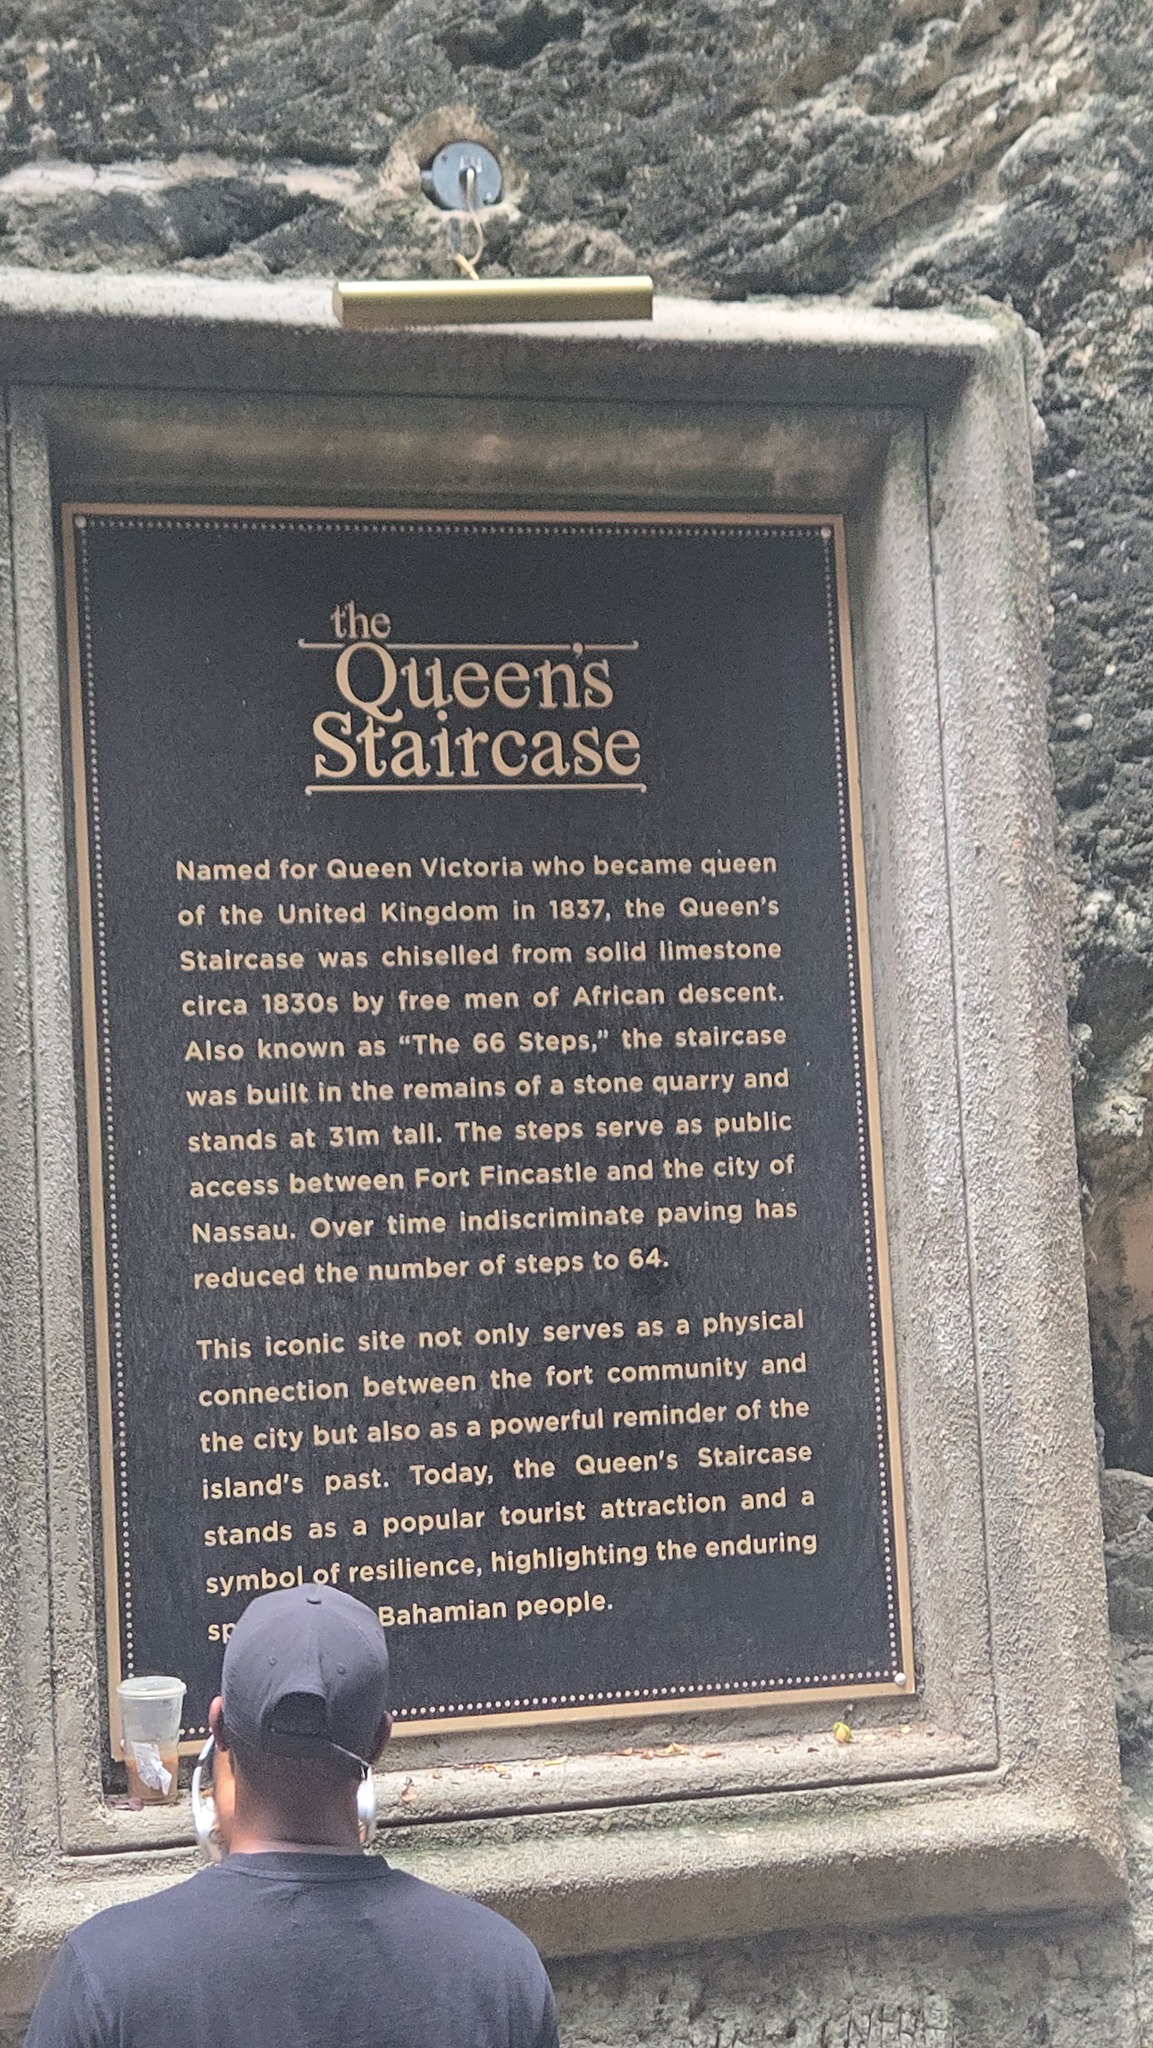 the
Queen's
Staircase
Named for Queen Victoria who became queen
of the United Kingdom in 1837, the Queen's
Staircase was chiselled from solid limestone
circa 1830s by free men of African descent.
Also known as “The 66 Steps,” the staircase
was built in the remains of a stone quarry and
stands at 31m tall. The steps serve as public
access between Fort Fincastle and the city of
Nassau. Over time indiscriminate paving has
reduced the number of steps to 64.
This iconic site not only serves as a physical
connection between the fort community and
the city but also as a powerful reminder of the
island's past. Today, the Queen's Staircase
stands as a popular tourist attraction and a
symbol of resilience, highlighting the enduring
Bahamian people.